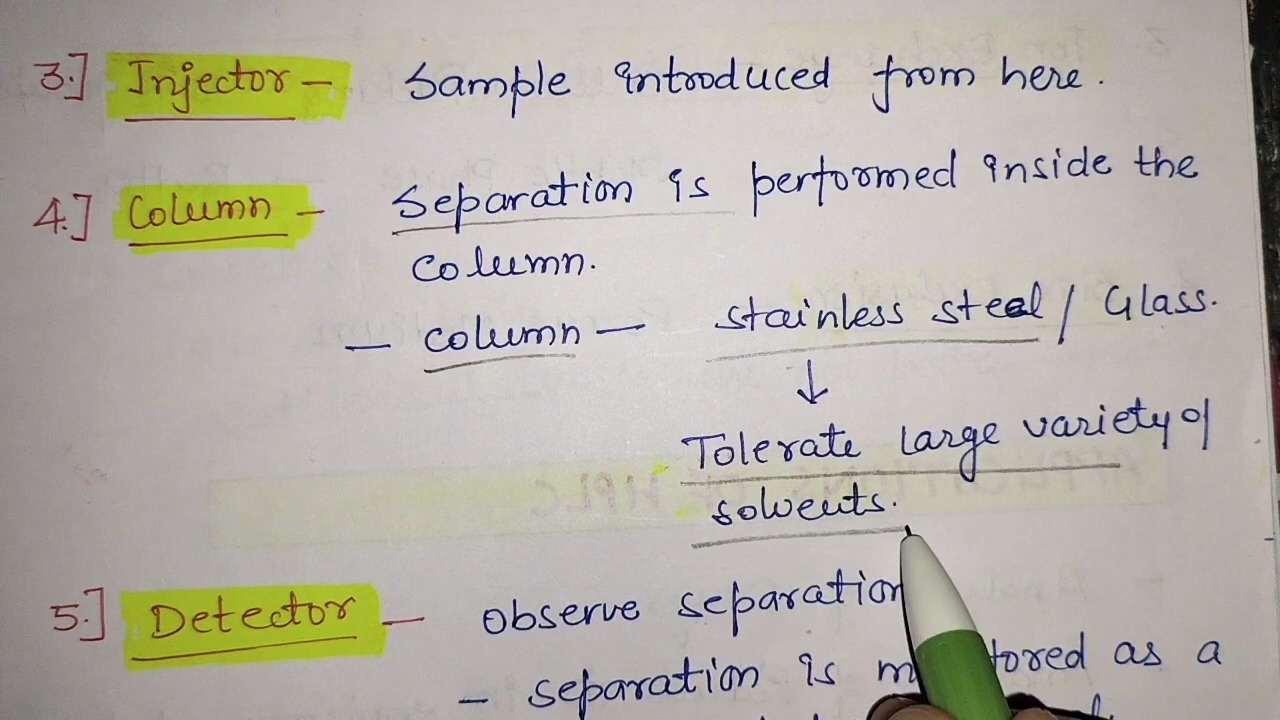 3.] Injector - Sample introduced from here.
4.] Column - Separation is performed inside the
column.
- column - stainless steel / Glass.
↓
Tolerate large variety of
solvents.
5.] Detector - observe separation
- separation is as a